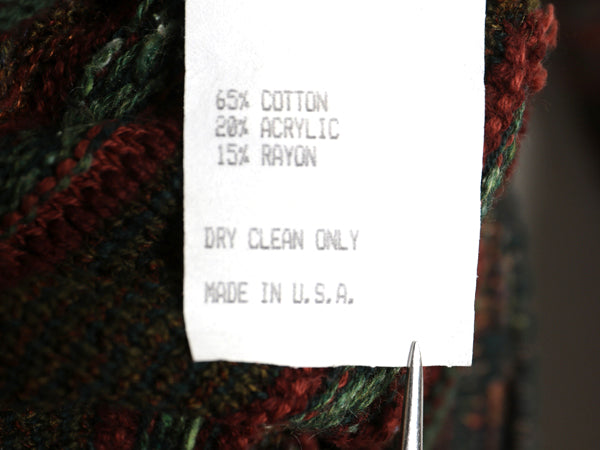 65% COTTON
20% ACRYLIC
15% RAYON
DRY CLEAN ONLY
MADE IN U.S.A.